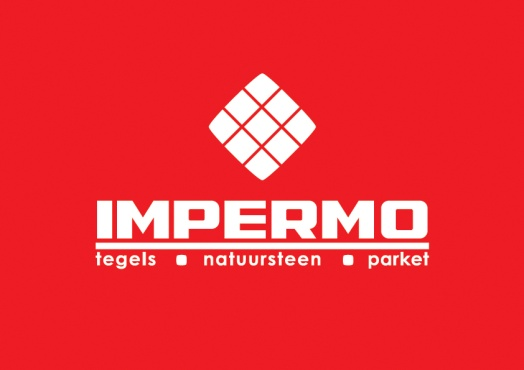 IMPERMO
tegels ▪ natuursteen ▪ parket